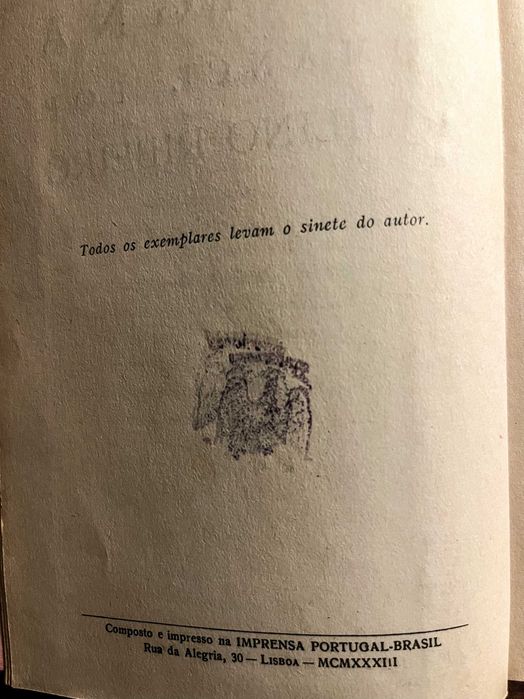 Todos os exemplares levam o sinete do autor.
Composto e impresso na IMPRENSA PORTUGAL-BRASIL
Rua da Alegria, 30 — LISBOA — MCMXXXIII